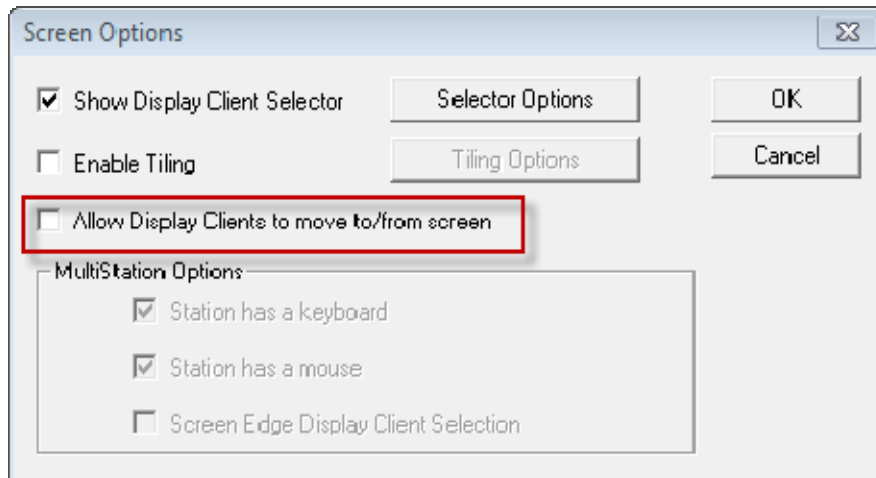 Screen Options
Show Display Client Selector Selector Options OK
Enable Tiling Tiling Options Cancel
Allow Display Clients to move to/from screen
MultiStation Options
Station has a keyboard
Station has a mouse
Screen Edge Display Client Selection